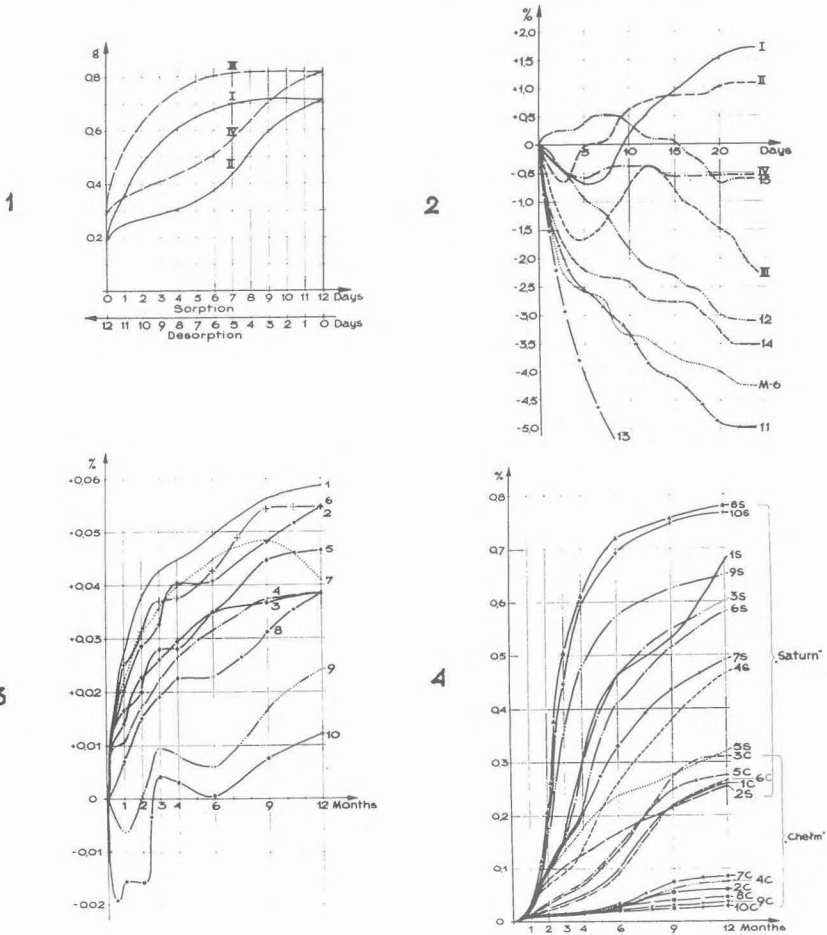 1
g
0,8
0,6
0,4
0,2
III
I
IV
II
0 1 2 3 4 5 6 7 8 9 10 11 12 Days
Sorption
12 11 10 9 8 7 6 5 4 3 2 1 0 Days
Desorption
2
%
+2,0
+1,5
+1,0
+0,5
0
-0,5
-1,0
-1,5
-2,0
-2,5
-3,0
-3,5
-4,0
-4,5
-5,0
5 10 15 20 Days
I
II
IV
15
III
12
14
M-6
11
13
3
%
+0,06
+0,05
+0,04
+0,03
+0,02
+0,01
0
-0,01
-0,02
1 2 3 4 6 9 12 Months
1
6
2
5
7
4
3
8
9
10
4
%
0,8
0,7
0,6
0,5
0,4
0,3
0,2
0,1
0
1 2 3 4 6 9 12 Months
8S
10S
1S
9S
3S
6S
7S
4S
5S
3C
5C
6C
1C
2S
7C
4C
2C
8C
9C
10C
„Saturn"
„Chełm"